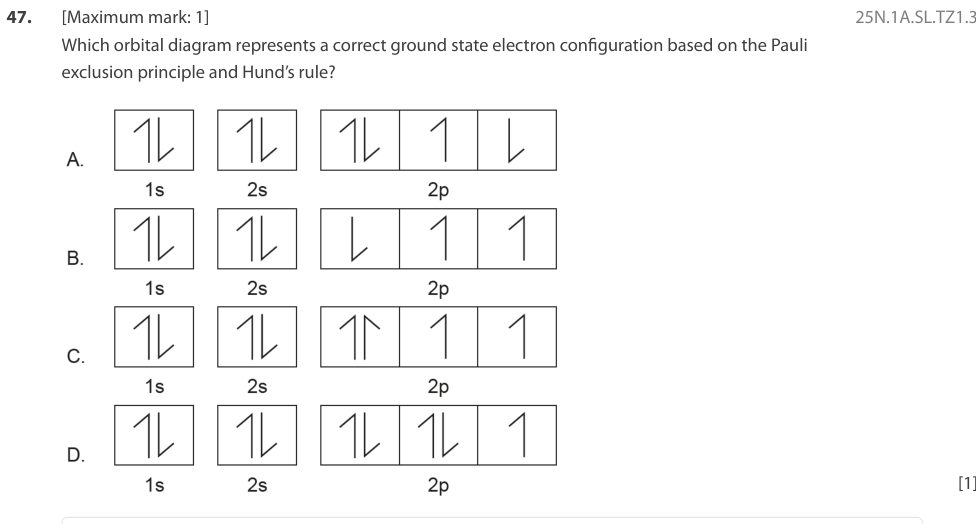 47. [Maximum mark: 1] 25N.1A.SL.TZ1.3
Which orbital diagram represents a correct ground state electron configuration based on the Pauli
exclusion principle and Hund’s rule?
A.
1s 2s 2p
B.
1s 2s 2p
C.
1s 2s 2p
D.
1s 2s 2p
[1]